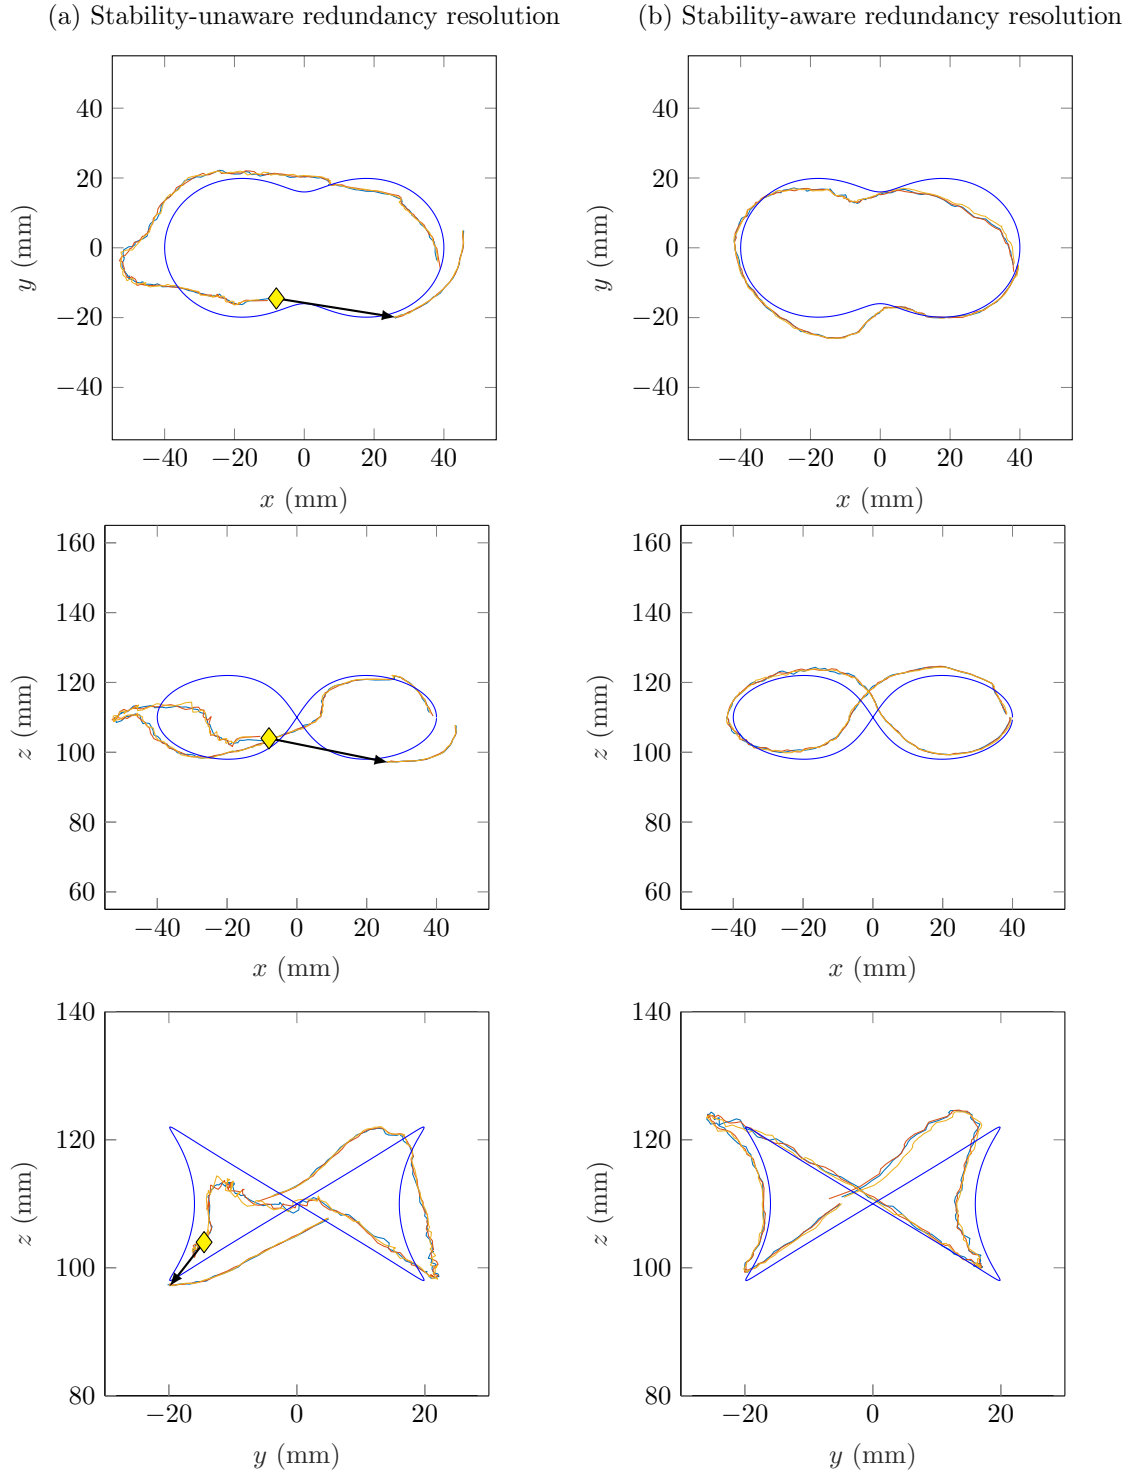 (a) Stability-unaware redundancy resolution
(b) Stability-aware redundancy resolution
40
20
0
−20
−40
y (mm)
−40 −20 0 20 40
x (mm)
40
20
0
−20
−40
y (mm)
−40 −20 0 20 40
x (mm)
160
140
120
100
80
60
z (mm)
−40 −20 0 20 40
x (mm)
160
140
120
100
80
60
z (mm)
−40 −20 0 20 40
x (mm)
140
120
100
80
z (mm)
−20 0 20
y (mm)
140
120
100
80
z (mm)
−20 0 20
y (mm)